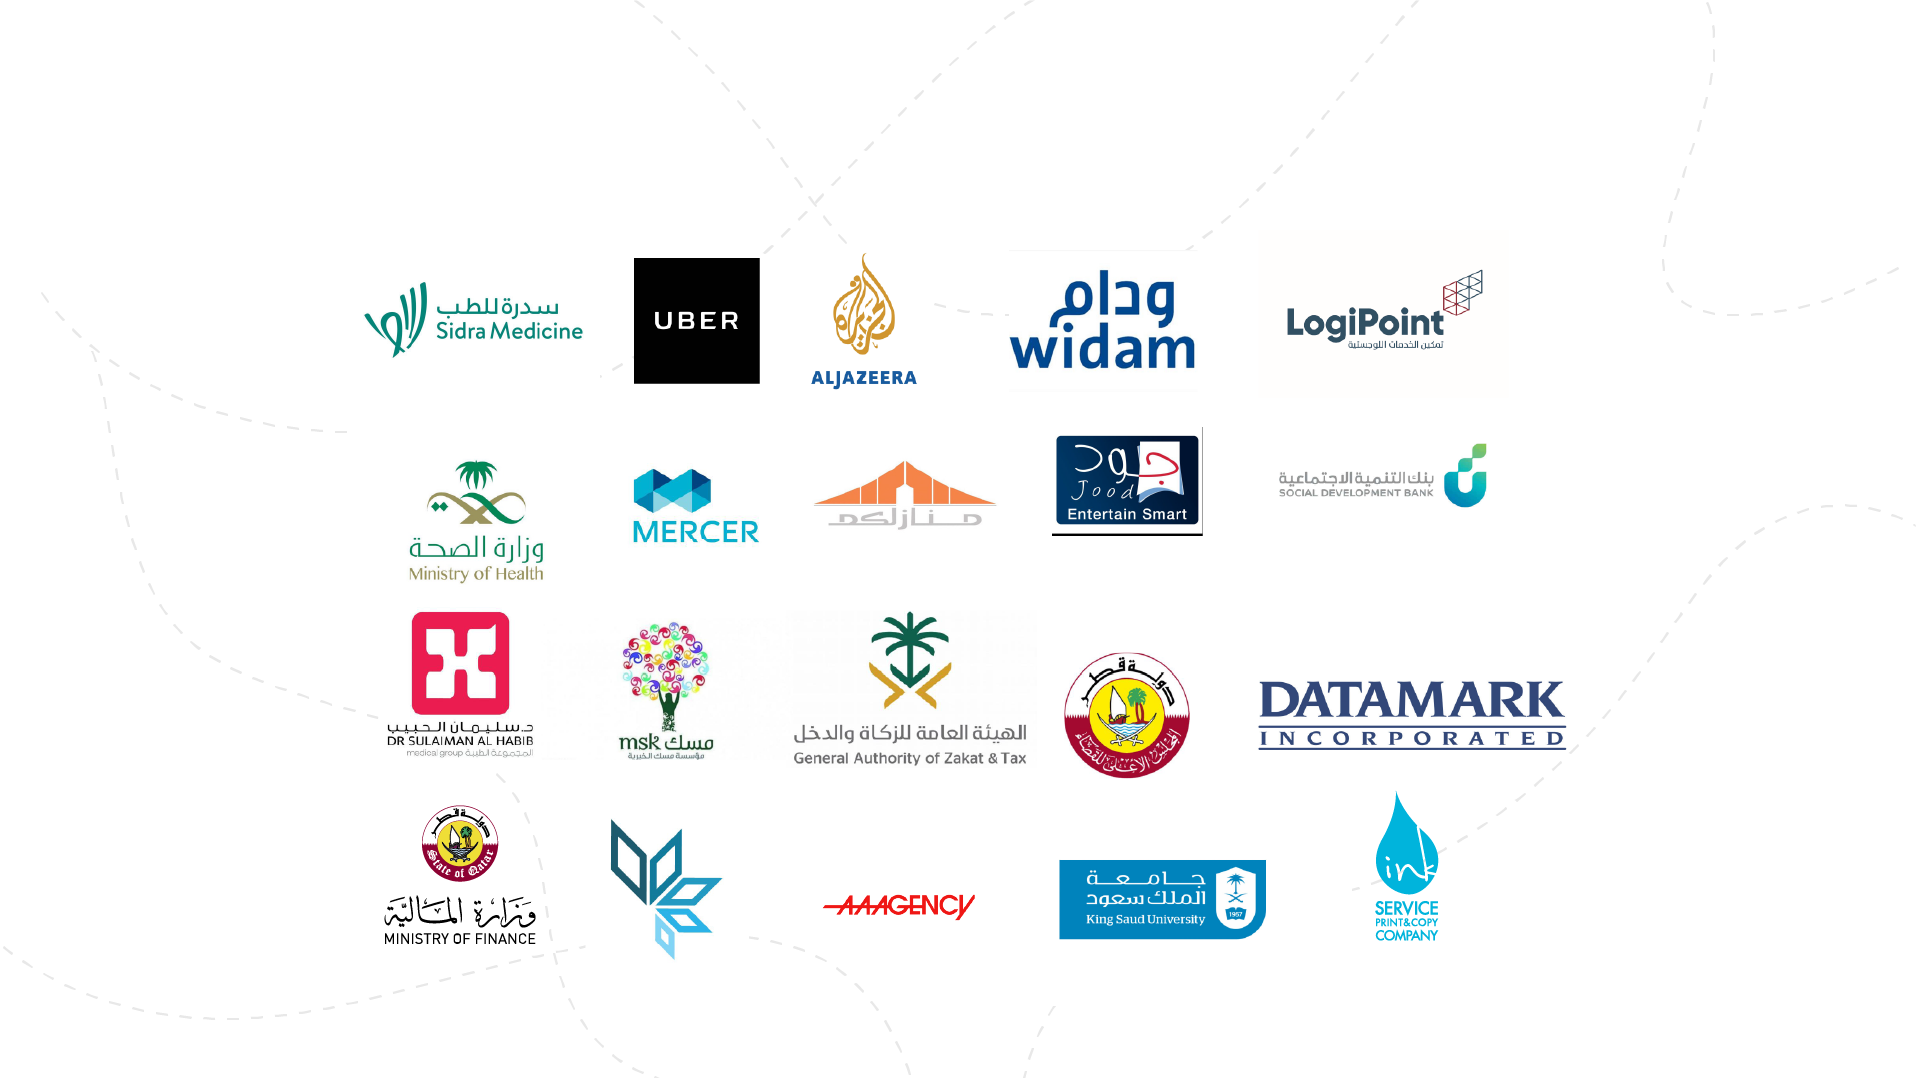 سدرة للطب
Sidra Medicine
UBER
الجزيرة
ALJAZEERA
ودام
widam
LogiPoint
تمكين الخدمات اللوجستية
وزارة الصحة
Ministry of Health
MERCER
منازلكم
جود
Jood
Entertain Smart
بنك التنمية الاجتماعية
SOCIAL DEVELOPMENT BANK
د.سليمان الحبيب
DR SULAIMAN AL HABIB
medical group المجموعة الطبية
msk مسك
مؤسسة مسك الخيرية
الهيئة العامة للزكاة والدخل
General Authority of Zakat & Tax
دولة قطر
المجلس الأعلى للقضاء
DATAMARK
INCORPORATED
دولة قطر
State of Qatar
وزارة المالية
MINISTRY OF FINANCE
AAAGENCY
جامعة
الملك سعود
King Saud University
1957
ink
SERVICE
PRINT&COPY
COMPANY